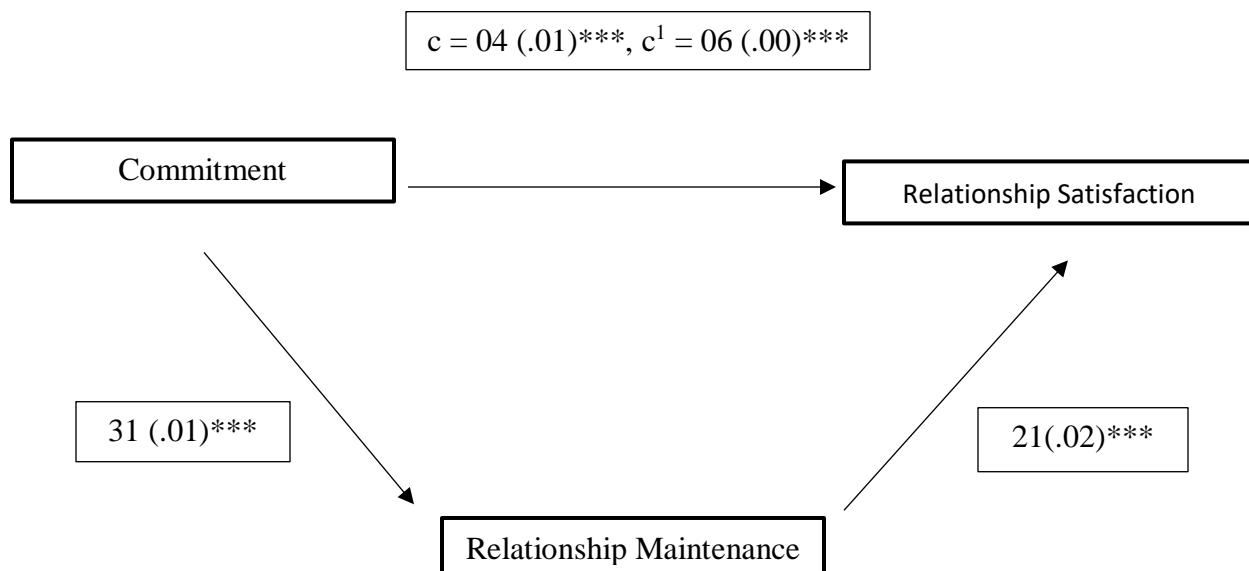 c = 04 (.01)***, c¹ = 06 (.00)***
Commitment
Relationship Satisfaction
31 (.01)***
21(.02)***
Relationship Maintenance